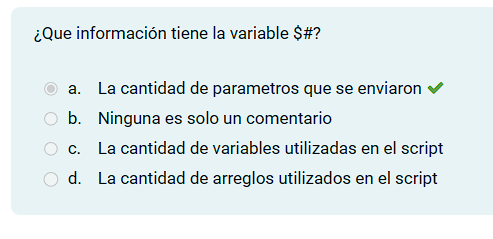 ¿Que información tiene la variable $#?
a. La cantidad de parametros que se enviaron
b. Ninguna es solo un comentario
c. La cantidad de variables utilizadas en el script
d. La cantidad de arreglos utilizados en el script